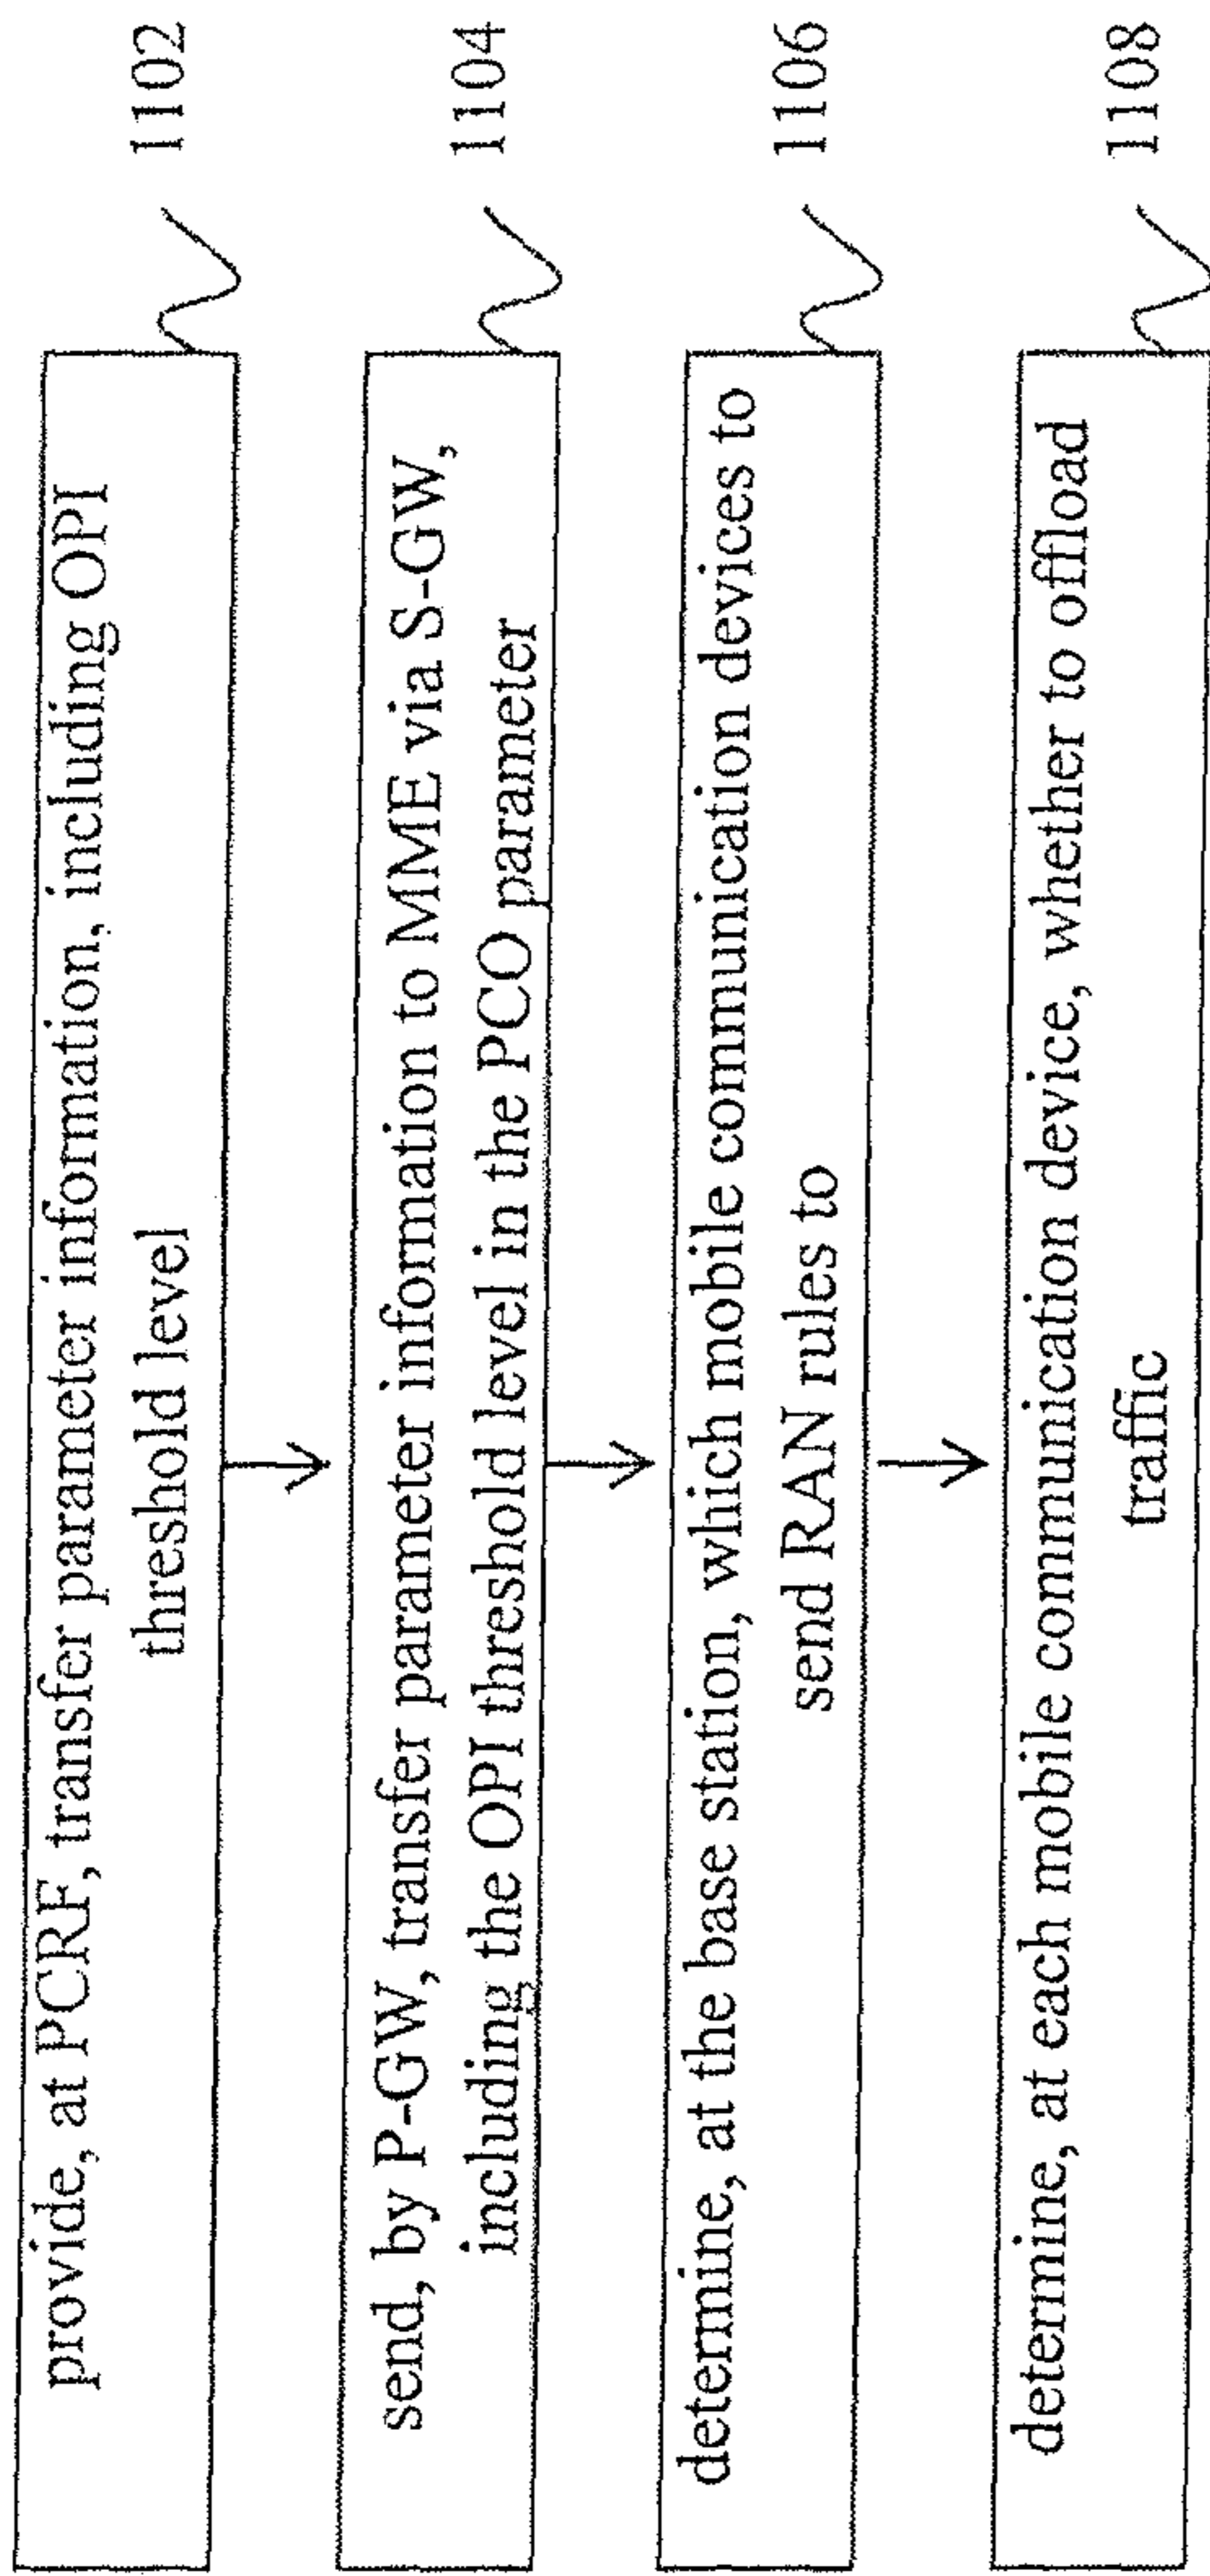 provide, at PCRF, transfer parameter information, including OPI
threshold level
1102
send, by P-GW, transfer parameter information to MME via S-GW,
including the OPI threshold level in the PCO parameter
1104
determine, at the base station, which mobile communication devices to
send RAN rules to
1106
determine, at each mobile communication device, whether to offload
traffic
1108